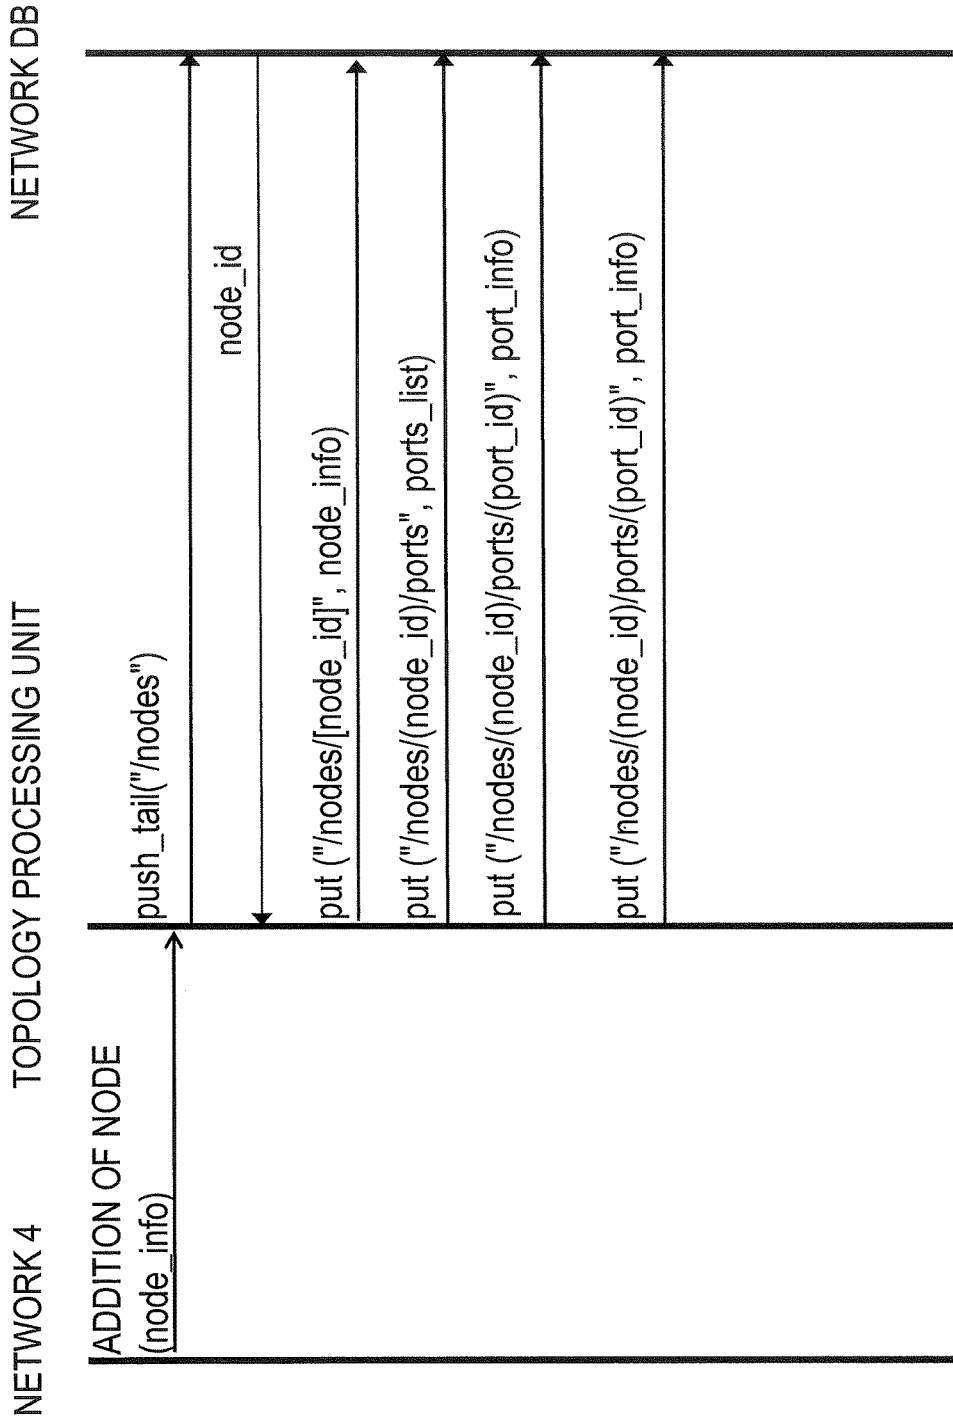 NETWORK 4
TOPOLOGY PROCESSING UNIT
NETWORK DB
ADDITION OF NODE
(node_info)
push_tail("/nodes")
node_id
put ("/nodes/[node_id]", node_info)
put ("/nodes/(node_id)/ports", ports_list)
put ("/nodes/(node_id)/ports/(port_id)", port_info)
put ("/nodes/(node_id)/ports/(port_id)", port_info)